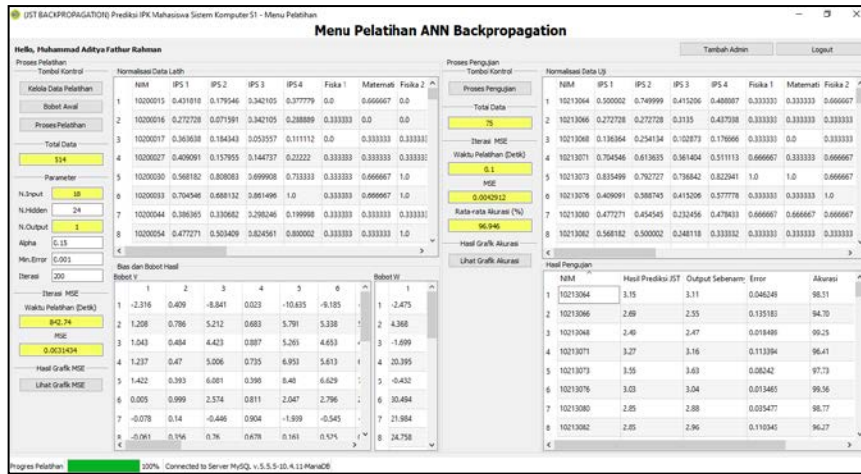 (JST BACKPROPAGATION) Prediksi IPK Mahasiswa Sistem Komputer S1 - Menu Pelatihan
Menu Pelatihan ANN Backpropagation
Hello, Muhammad Aditya Fathur Rahman
Tambah Admin Logout
Proses Pelatihan
Tombol Kontrol
Kelola Data Pelatihan
Bobot Awal
Proses Pelatihan
Total Data
514
Parameter
N.Input 10
N.Hidden 24
N.Output 1
Alpha 0.15
Min.Error 0.001
Iterasi 200
Iterasi MSE
Waktu Pelatihan (Detik)
842.74
MSE
0.0031434
Hasil Grafik MSE
Lihat Grafik MSE
Normalisasi Data Latih
NIM IPS 1 IPS 2 IPS 3 IPS 4 Fisika 1 Matemati Fisika 2
1 10200015 0.431818 0.179546 0.342105 0.377779 0.0 0.666667 0.0
2 10200016 0.272728 0.071591 0.342105 0.288889 0.333333 0.0 0.0
3 10200017 0.363638 0.184343 0.053557 0.111112 0.0 0.333333 0.333333
4 10200027 0.409091 0.157955 0.144737 0.22222 0.333333 0.333333 0.333333
5 10200030 0.568182 0.808083 0.699908 0.733333 0.333333 0.666667 1.0
6 10200033 0.704546 0.688132 0.861496 1.0 0.333333 0.666667 1.0
7 10200044 0.386365 0.330682 0.298246 0.199998 0.333333 0.333333 0.333333
8 10200054 0.477271 0.503409 0.824561 0.800002 0.333333 0.333333 1.0
Bias dan Bobot Hasil
Bobot V
1 2 3 4 5 6
1 -2.316 0.409 -8.841 0.023 -10.635 -9.185
2 1.208 0.786 5.212 0.683 5.791 5.338
3 1.043 0.484 4.423 0.887 5.265 4.653
4 1.237 0.47 5.006 0.735 6.953 5.613
5 1.422 0.393 6.081 0.398 8.48 6.629
6 0.005 0.999 2.574 0.811 2.047 2.796
7 -0.078 0.14 -0.446 0.904 -1.939 -0.545
8 -0.061 0.356 0.76 0.678 0.161 0.525
Bobot W
1
1 -2.475
2 4.368
3 -1.699
4 20.395
5 -0.432
6 30.494
7 21.984
8 24.758
Proses Pengujian
Tombol Kontrol
Proses Pengujian
Total Data
75
Iterasi MSE
Waktu Pelatihan (Detik)
0.1
MSE
0.0042912
Rata-rata Akurasi (%)
96.946
Hasil Grafik Akurasi
Lihat Grafik Akurasi
Normalisasi Data Uji
NIM IPS 1 IPS 2 IPS 3 IPS 4 Fisika 1 Matemati Fisika 2
1 10213064 0.500002 0.749999 0.415206 0.488887 0.333333 0.333333 0.666667
2 10213066 0.272728 0.272728 0.3135 0.437038 0.333333 0.333333 0.333333
3 10213068 0.136364 0.254134 0.102873 0.176666 0.333333 0.0 0.333333
4 10213071 0.704546 0.613635 0.361404 0.511113 0.666667 0.333333 0.666667
5 10213073 0.835499 0.792727 0.736842 0.822941 1.0 1.0 0.666667
6 10213076 0.409091 0.588745 0.415206 0.577778 0.333333 0.333333 1.0
7 10213080 0.477271 0.454545 0.232456 0.478433 0.666667 0.666667 0.666667
8 10213082 0.568182 0.500002 0.248118 0.333332 0.333333 0.333333 0.333333
Hasil Pengujian
NIM Hasil Prediksi JST Output Sebenarny Error Akurasi
1 10213064 3.15 3.11 0.046249 98.51
2 10213066 2.69 2.55 0.135183 94.70
3 10213068 2.49 2.47 0.018486 99.25
4 10213071 3.27 3.16 0.113394 96.41
5 10213073 3.55 3.63 0.08242 97.73
6 10213076 3.03 3.04 0.013465 99.56
7 10213080 2.85 2.88 0.035477 98.77
8 10213082 2.85 2.96 0.110345 96.27
Progres Pelatihan 100% Connected to Server MySQL v.5.5.5-10.4.11-MariaDB